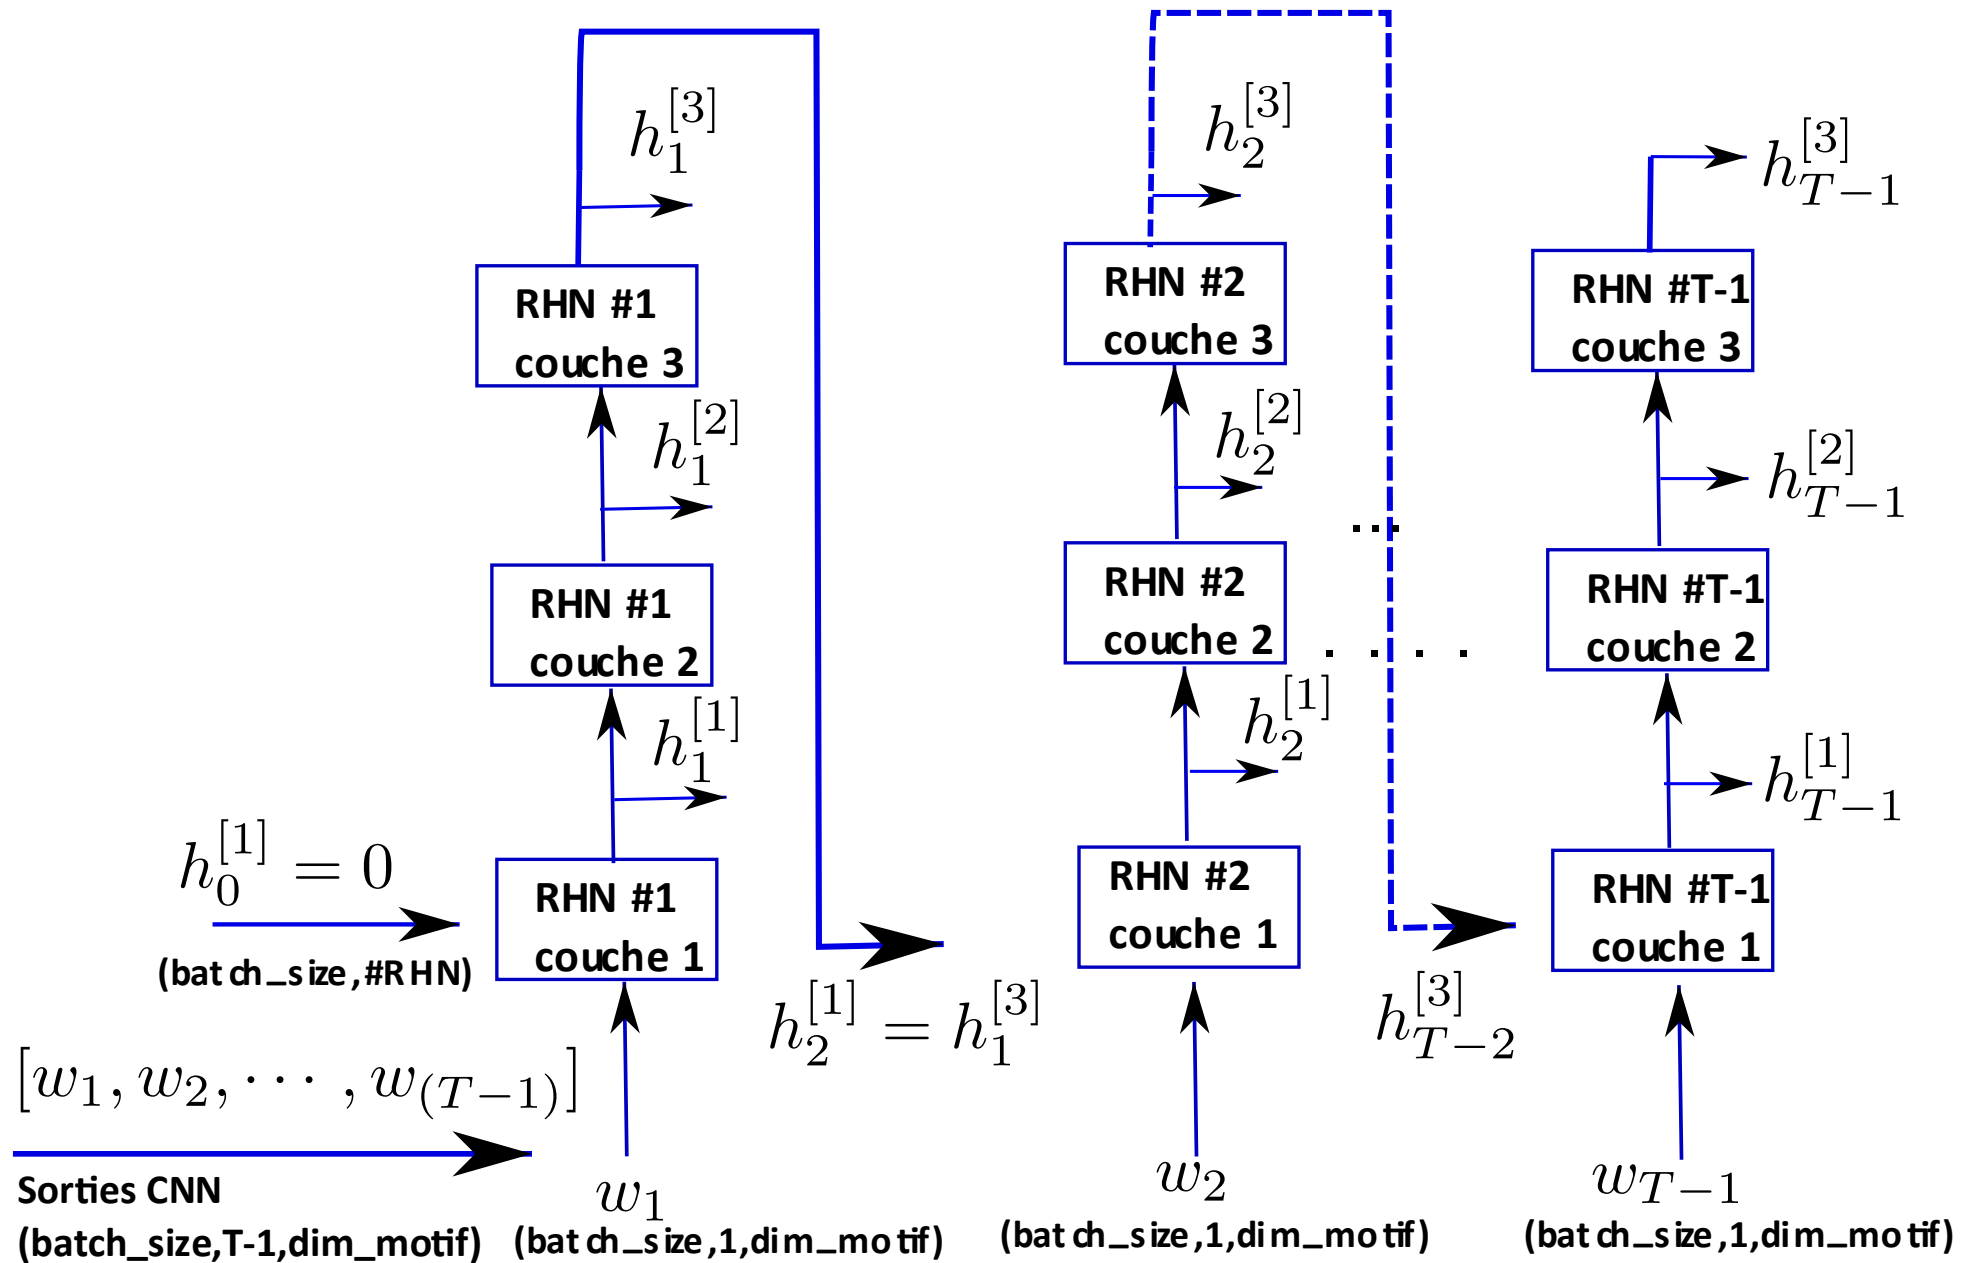 h_1^{[3]}
h_2^{[3]}
h_{T-1}^{[3]}
RHN #1
couche 3
RHN #2
couche 3
RHN #T-1
couche 3
h_1^{[2]}
h_2^{[2]}
h_{T-1}^{[2]}
...
RHN #1
couche 2
RHN #2
couche 2
. . . .
RHN #T-1
couche 2
h_1^{[1]}
h_2^{[1]}
h_{T-1}^{[1]}
h_0^{[1]} = 0
(batch_size,#RHN)
RHN #1
couche 1
RHN #2
couche 1
RHN #T-1
couche 1
h_2^{[1]} = h_1^{[3]}
h_{T-2}^{[3]}
[w_1, w_2, ··· , w_{(T-1)}]
Sorties CNN
(batch_size,T-1,dim_motif)
w_1
(batch_size,1,dim_motif)
w_2
(batch_size,1,dim_motif)
w_{T-1}
(batch_size,1,dim_motif)